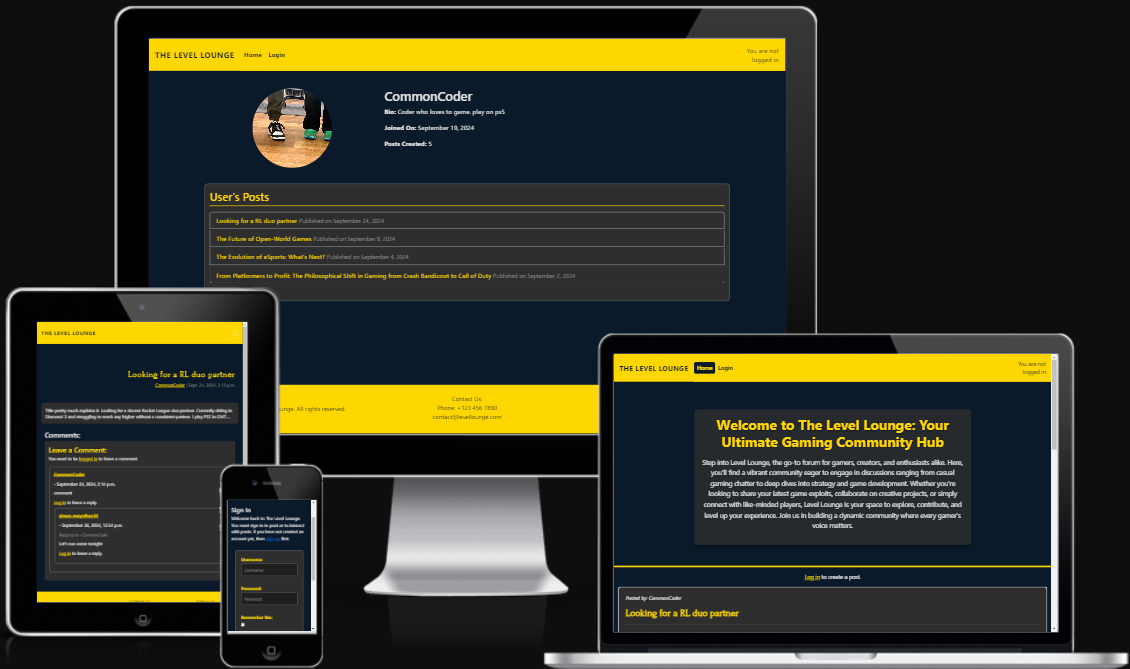 THE LEVEL LOUNGE Home Login
You are not
logged in
CommonCoder
Bio: Coder who loves to game. play on ps5
Joined On: September 19, 2024
Posts Created: 5
User's Posts
Looking for a RL duo partner Published on September 24, 2024
The Future of Open-World Games Published on September 9, 2024
The Evolution of eSports: What's Next? Published on September 4, 2024
From Platformers to Profit: The Philosophical Shift in Gaming from Crash Bandicoot to Call of Duty Published on September 2, 2024
unge. All rights reserved.
Contact Us:
Phone: +123 456 7890
contact@levellounge.com
THE LEVEL LOUNGE
Looking for a RL duo partner
CommonCoder | Sept. 24, 2024, 2:13 p.m.
Title pretty much explains it. Looking for a decent Rocket League duo partner. Currently sitting in
Diamond 3 and struggling to reach any higher without a consistent partner. I play PS5 in GMT....
Comments:
Leave a Comment:
You need to be logged in to leave a comment
CommonCoder
- September 24, 2024, 2:14 p.m.
comment
Log in to leave a reply.
- September 26, 2024, 10:54 p.m.
Replying to - CommonCoder
Let's run some tonight
Log in to leave a reply.
Sign In
Welcome back to The Level Lounge.
You must sign in to post or to interact
with posts. If you have not created an
account yet, then sign up first.
Username:
Username
Password:
Password
Remember Me:
THE LEVEL LOUNGE Home Login
You are not
logged in
Welcome to The Level Lounge: Your
Ultimate Gaming Community Hub
Step into Level Lounge, the go-to forum for gamers, creators, and enthusiasts alike. Here,
you'll find a vibrant community eager to engage in discussions ranging from casual
gaming chatter to deep dives into strategy and game development. Whether you're
looking to share your latest game exploits, collaborate on creative projects, or simply
connect with like-minded players, Level Lounge is your space to explore, contribute, and
level up your experience. Join us in building a dynamic community where every gamer's
voice matters.
Log in to create a post.
Posted by: CommonCoder
Looking for a RL duo partner